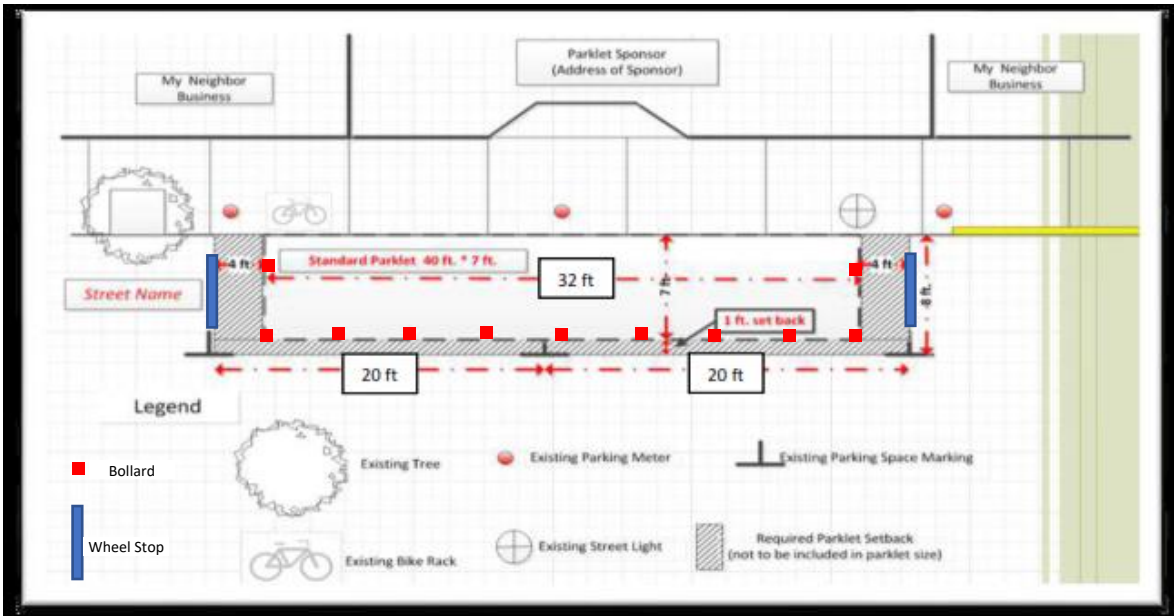 Parklet Sponsor
(Address of Sponsor)
My Neighbor
Business
My Neighbor
Business
4 ft
Standard Parklet 40 ft. * 7 ft.
32 ft
7 ft
4 ft.
8 ft.
Street Name
1 ft. set back
20 ft
20 ft
Legend
Bollard
Existing Tree
Existing Parking Meter
Existing Parking Space Marking
Wheel Stop
Existing Bike Rack
Existing Street Light
Required Parklet Setback
(not to be included in parklet size)